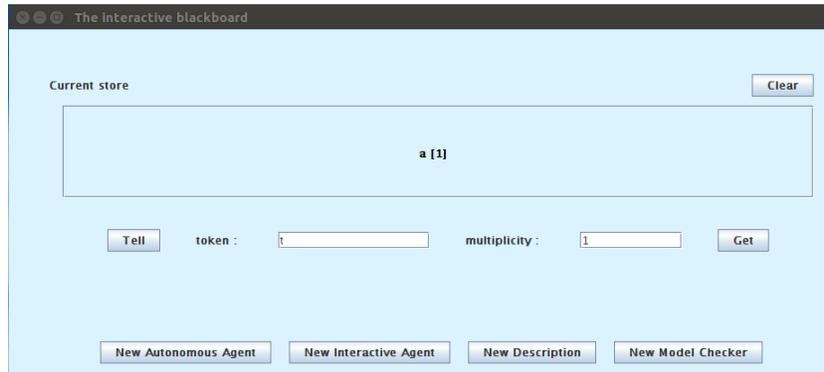 The interactive blackboard
Current store Clear
a [1]
Tell token : t multiplicity : 1 Get
New Autonomous Agent New Interactive Agent New Description New Model Checker